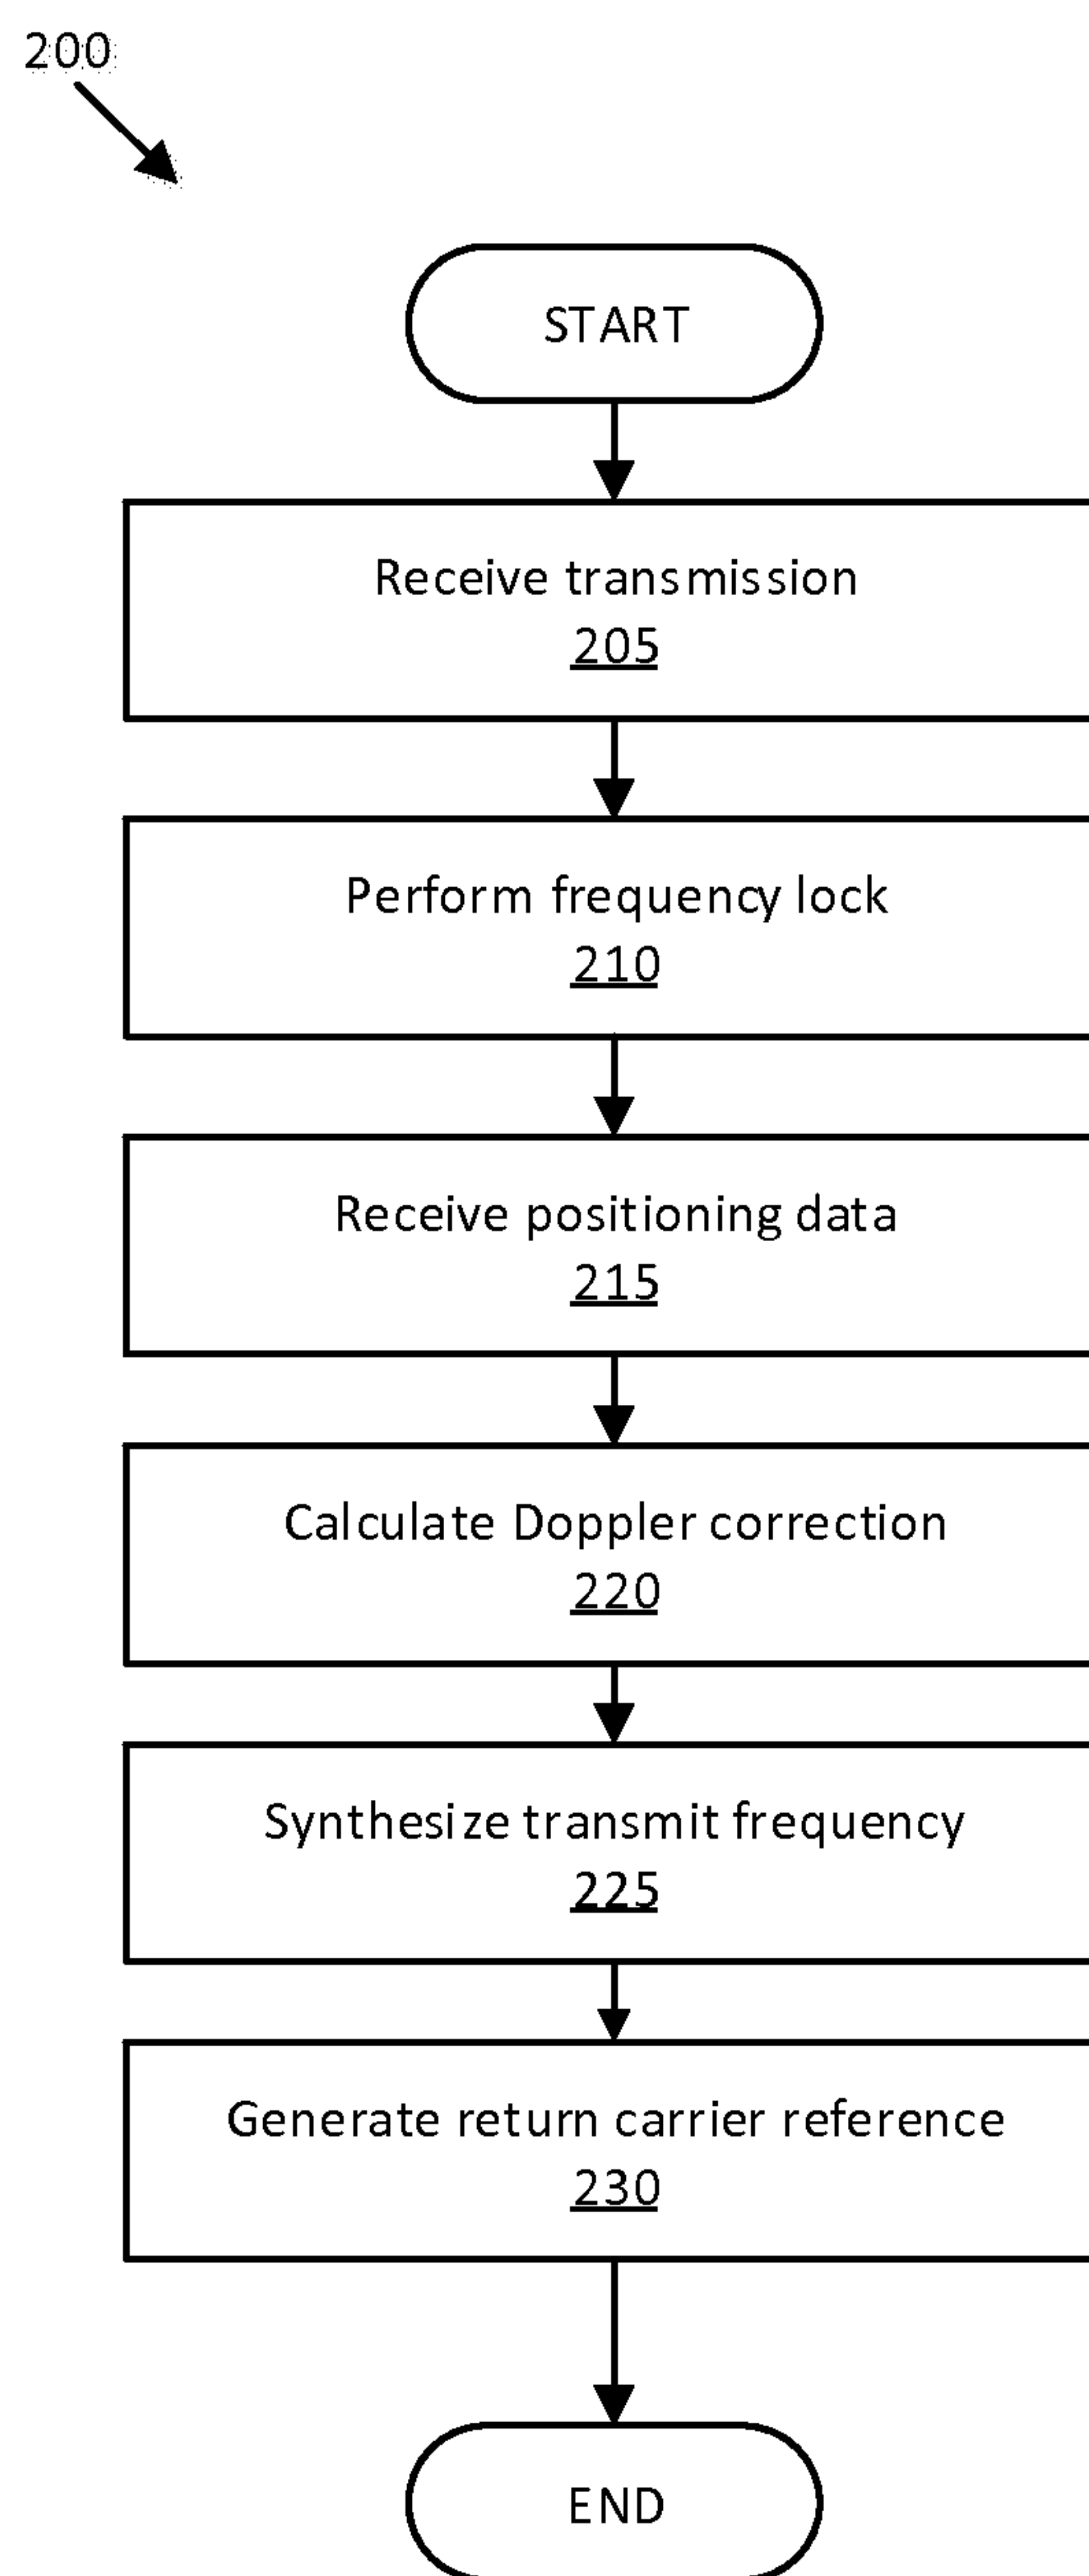 200
START
Receive transmission
205
Perform frequency lock
210
Receive positioning data
215
Calculate Doppler correction
220
Synthesize transmit frequency
225
Generate return carrier reference
230
END